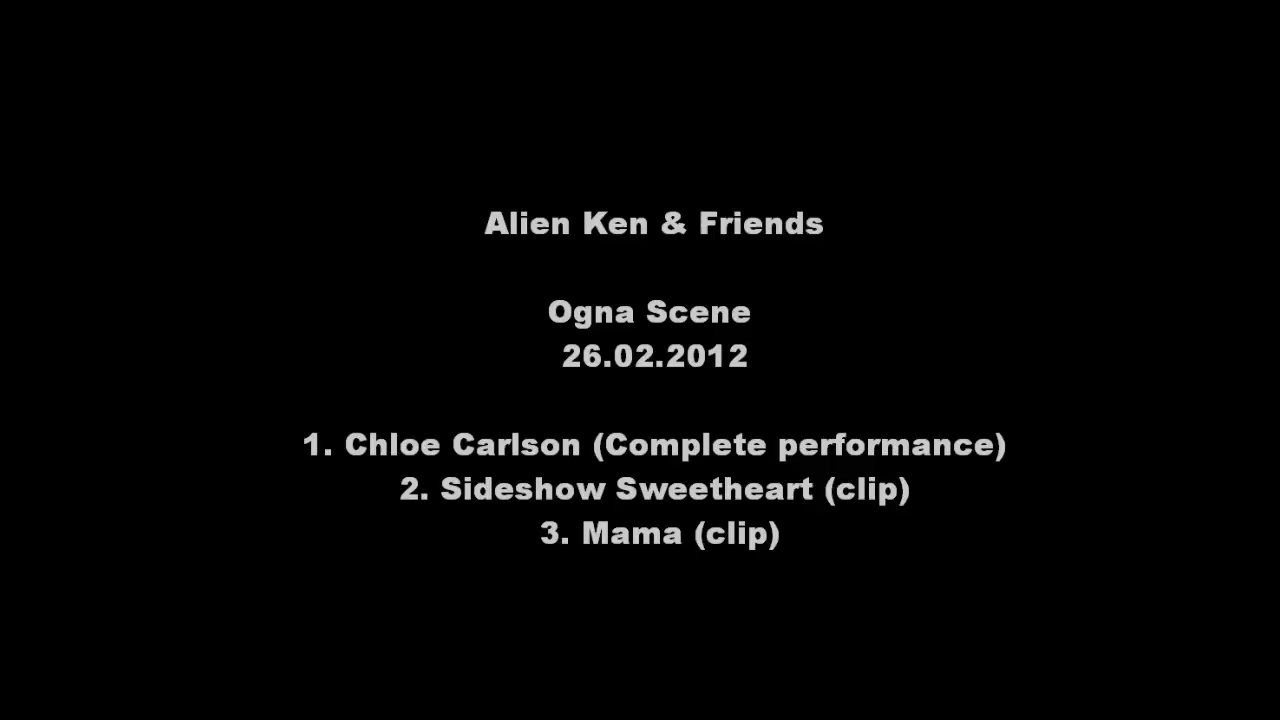 Alien Ken & Friends
Ogna Scene
26.02.2012
1. Chloe Carlson (Complete performance)
2. Sideshow Sweetheart (clip)
3. Mama (clip)